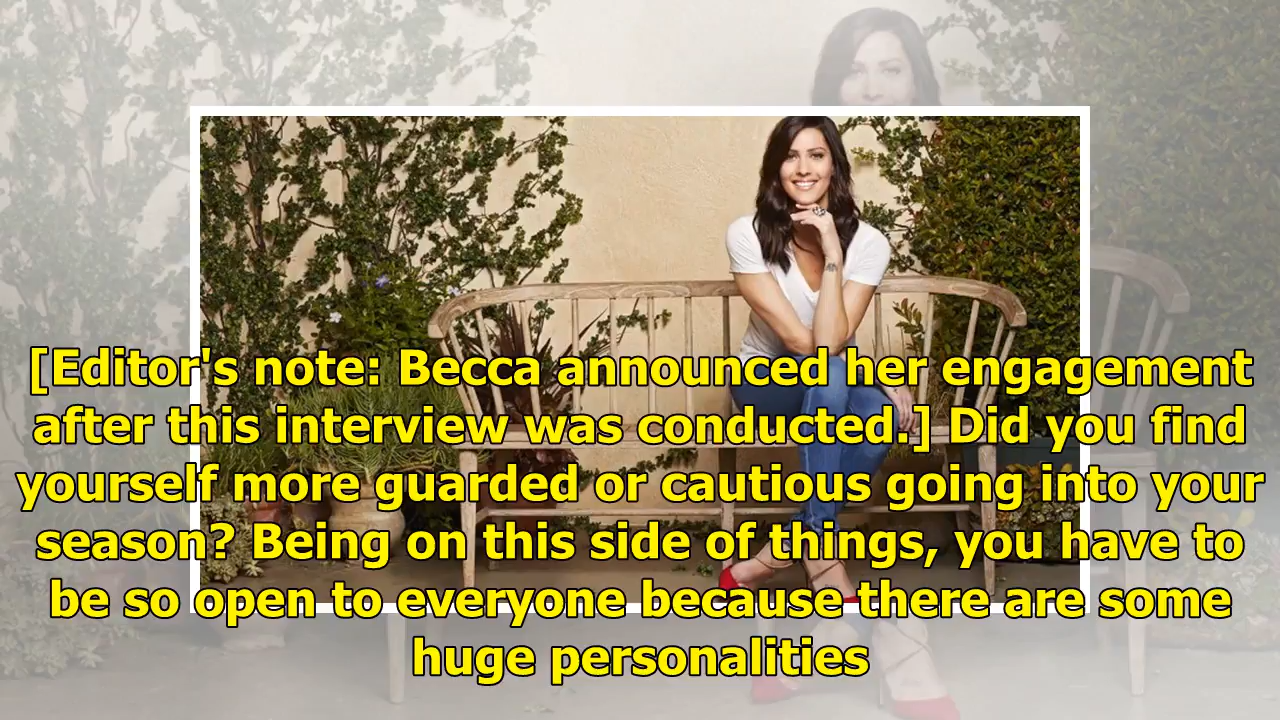 [Editor's note: Becca announced her engagement
after this interview was conducted.] Did you find
yourself more guarded or cautious going into your
season? Being on this side of things, you have to
be so open to everyone because there are some
huge personalities